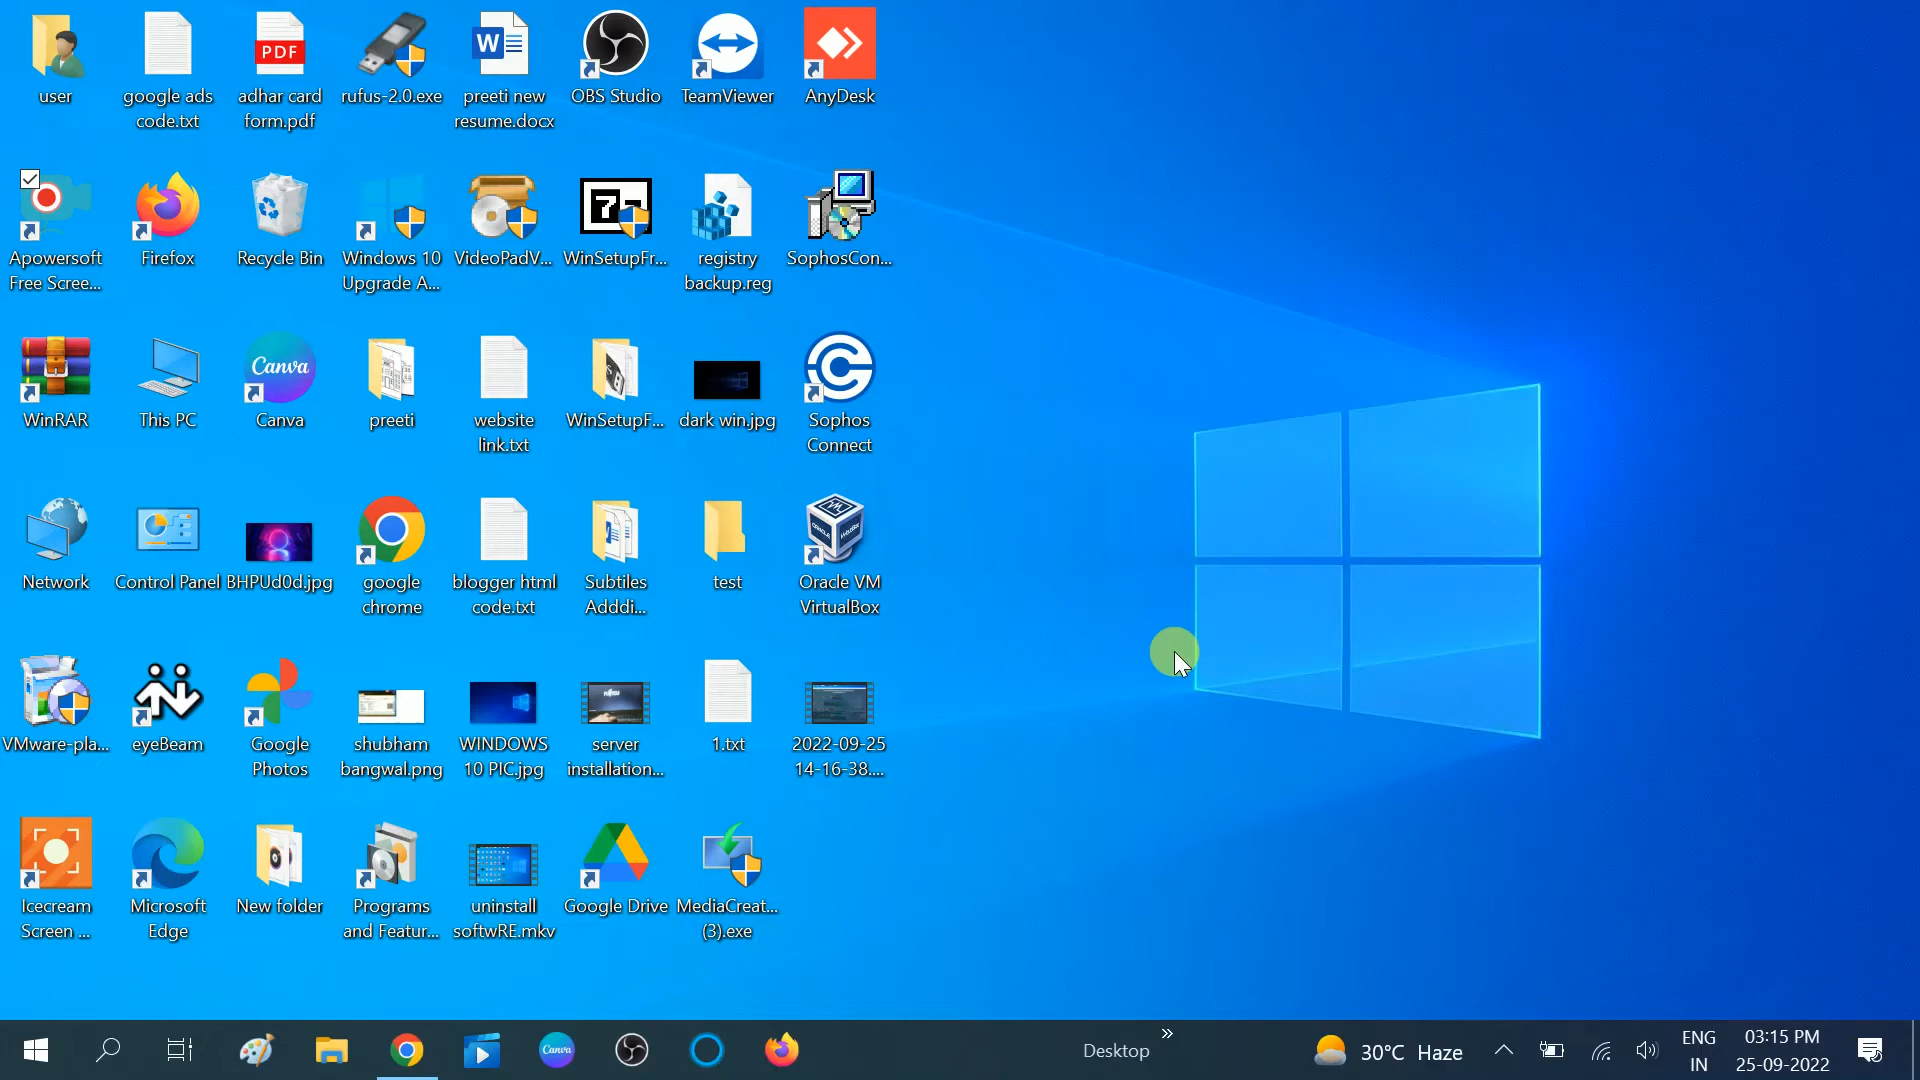 user
google ads
code.txt
PDF
adhar card
form.pdf
rufus-2.0.exe
W
preeti new
resume.docx
OBS Studio
TeamViewer
AnyDesk
Apowersoft
Free Scree...
Firefox
Recycle Bin
Windows 10
Upgrade A...
VideoPadV...
WinSetupFr...
registry
backup.reg
SophosCon...
WinRAR
This PC
Canva
Canva
preeti
website
link.txt
WinSetupF...
dark win.jpg
Sophos
Connect
Network
Control Panel
BHPUd0d.jpg
google
chrome
blogger html
code.txt
Subtiles
Adddi...
test
Oracle VM
VirtualBox
VMware-pla...
eyeBeam
Google
Photos
shubham
bangwal.png
WINDOWS
10 PIC.jpg
server
installation...
1.txt
2022-09-25
14-16-38....
Icecream
Screen ...
Microsoft
Edge
New folder
Programs
and Featur...
uninstall
softwRE.mkv
Google Drive
MediaCreat...
(3).exe
Canva
Desktop
30°C Haze
ENG
IN
03:15 PM
25-09-2022